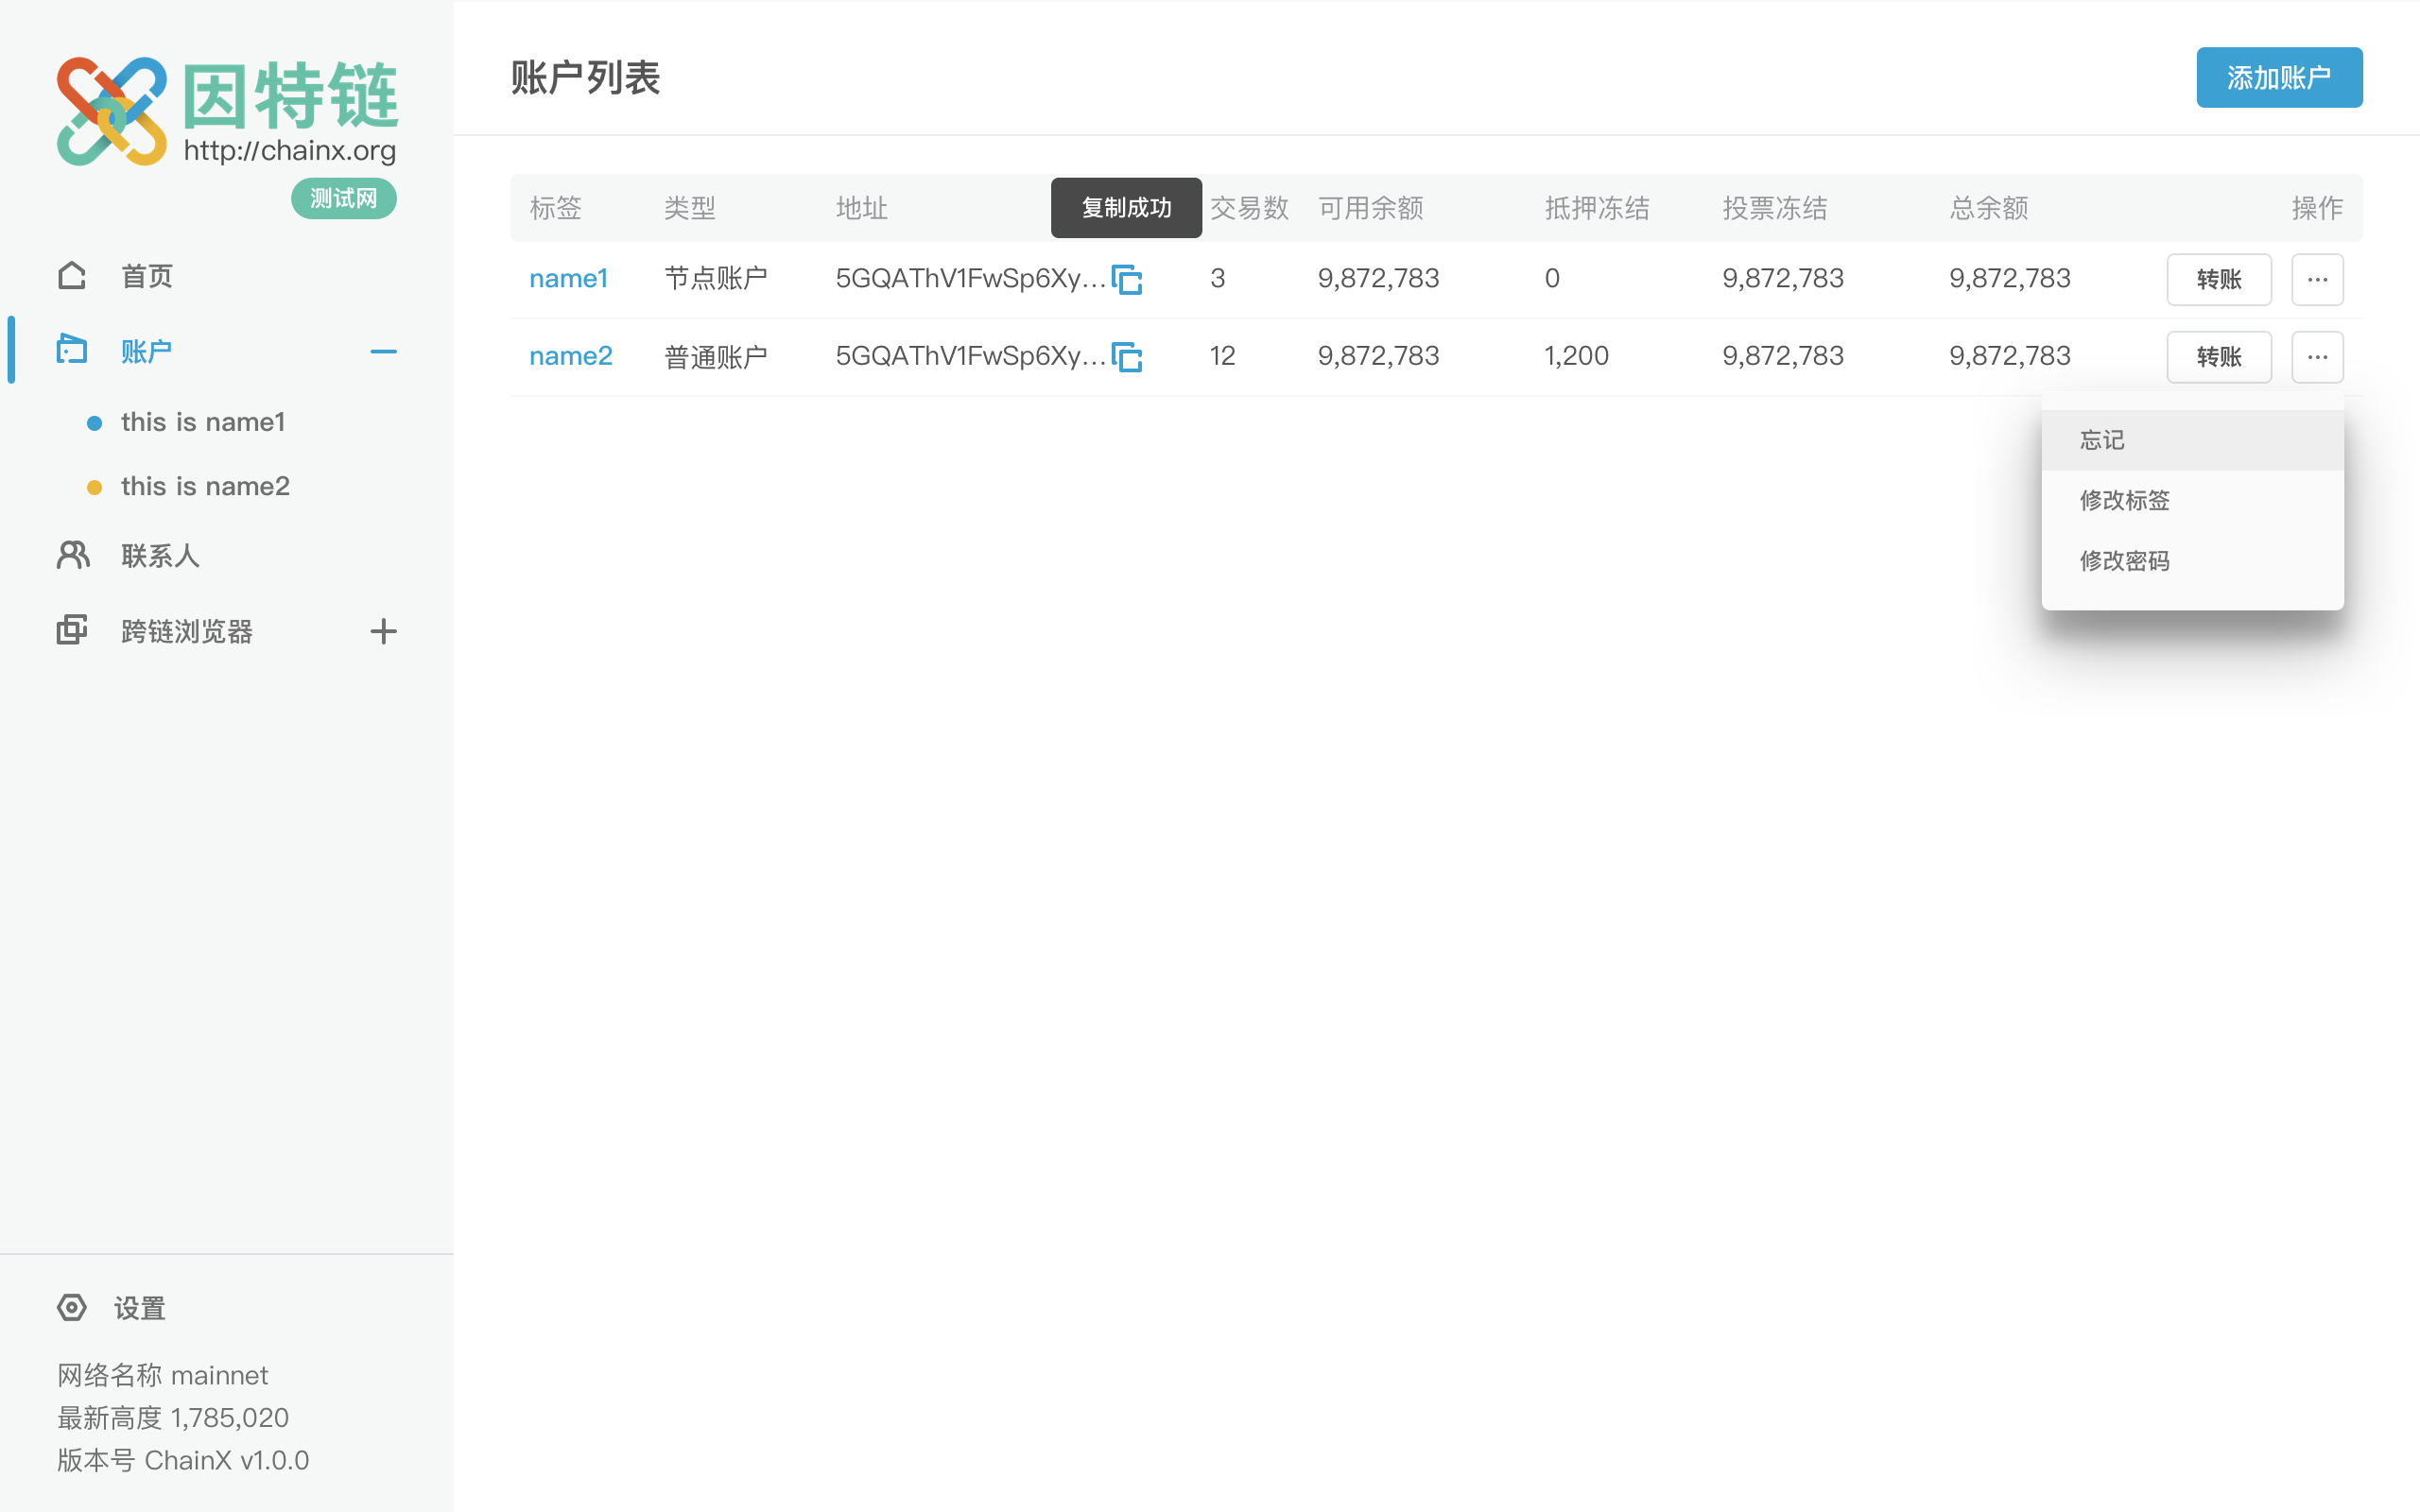 因特链
http://chainx.org
测试网
首页
账户
this is name1
this is name2
联系人
跨链浏览器
设置
网络名称 mainnet
最新高度 1,785,020
版本号 ChainX v1.0.0
账户列表
添加账户
标签 类型 地址 复制成功 交易数 可用余额 抵押冻结 投票冻结 总余额 操作
name1 节点账户 5GQAThV1FwSp6Xy... 3 9,872,783 0 9,872,783 9,872,783 转账 ...
name2 普通账户 5GQAThV1FwSp6Xy... 12 9,872,783 1,200 9,872,783 9,872,783 转账 ...
忘记
修改标签
修改密码